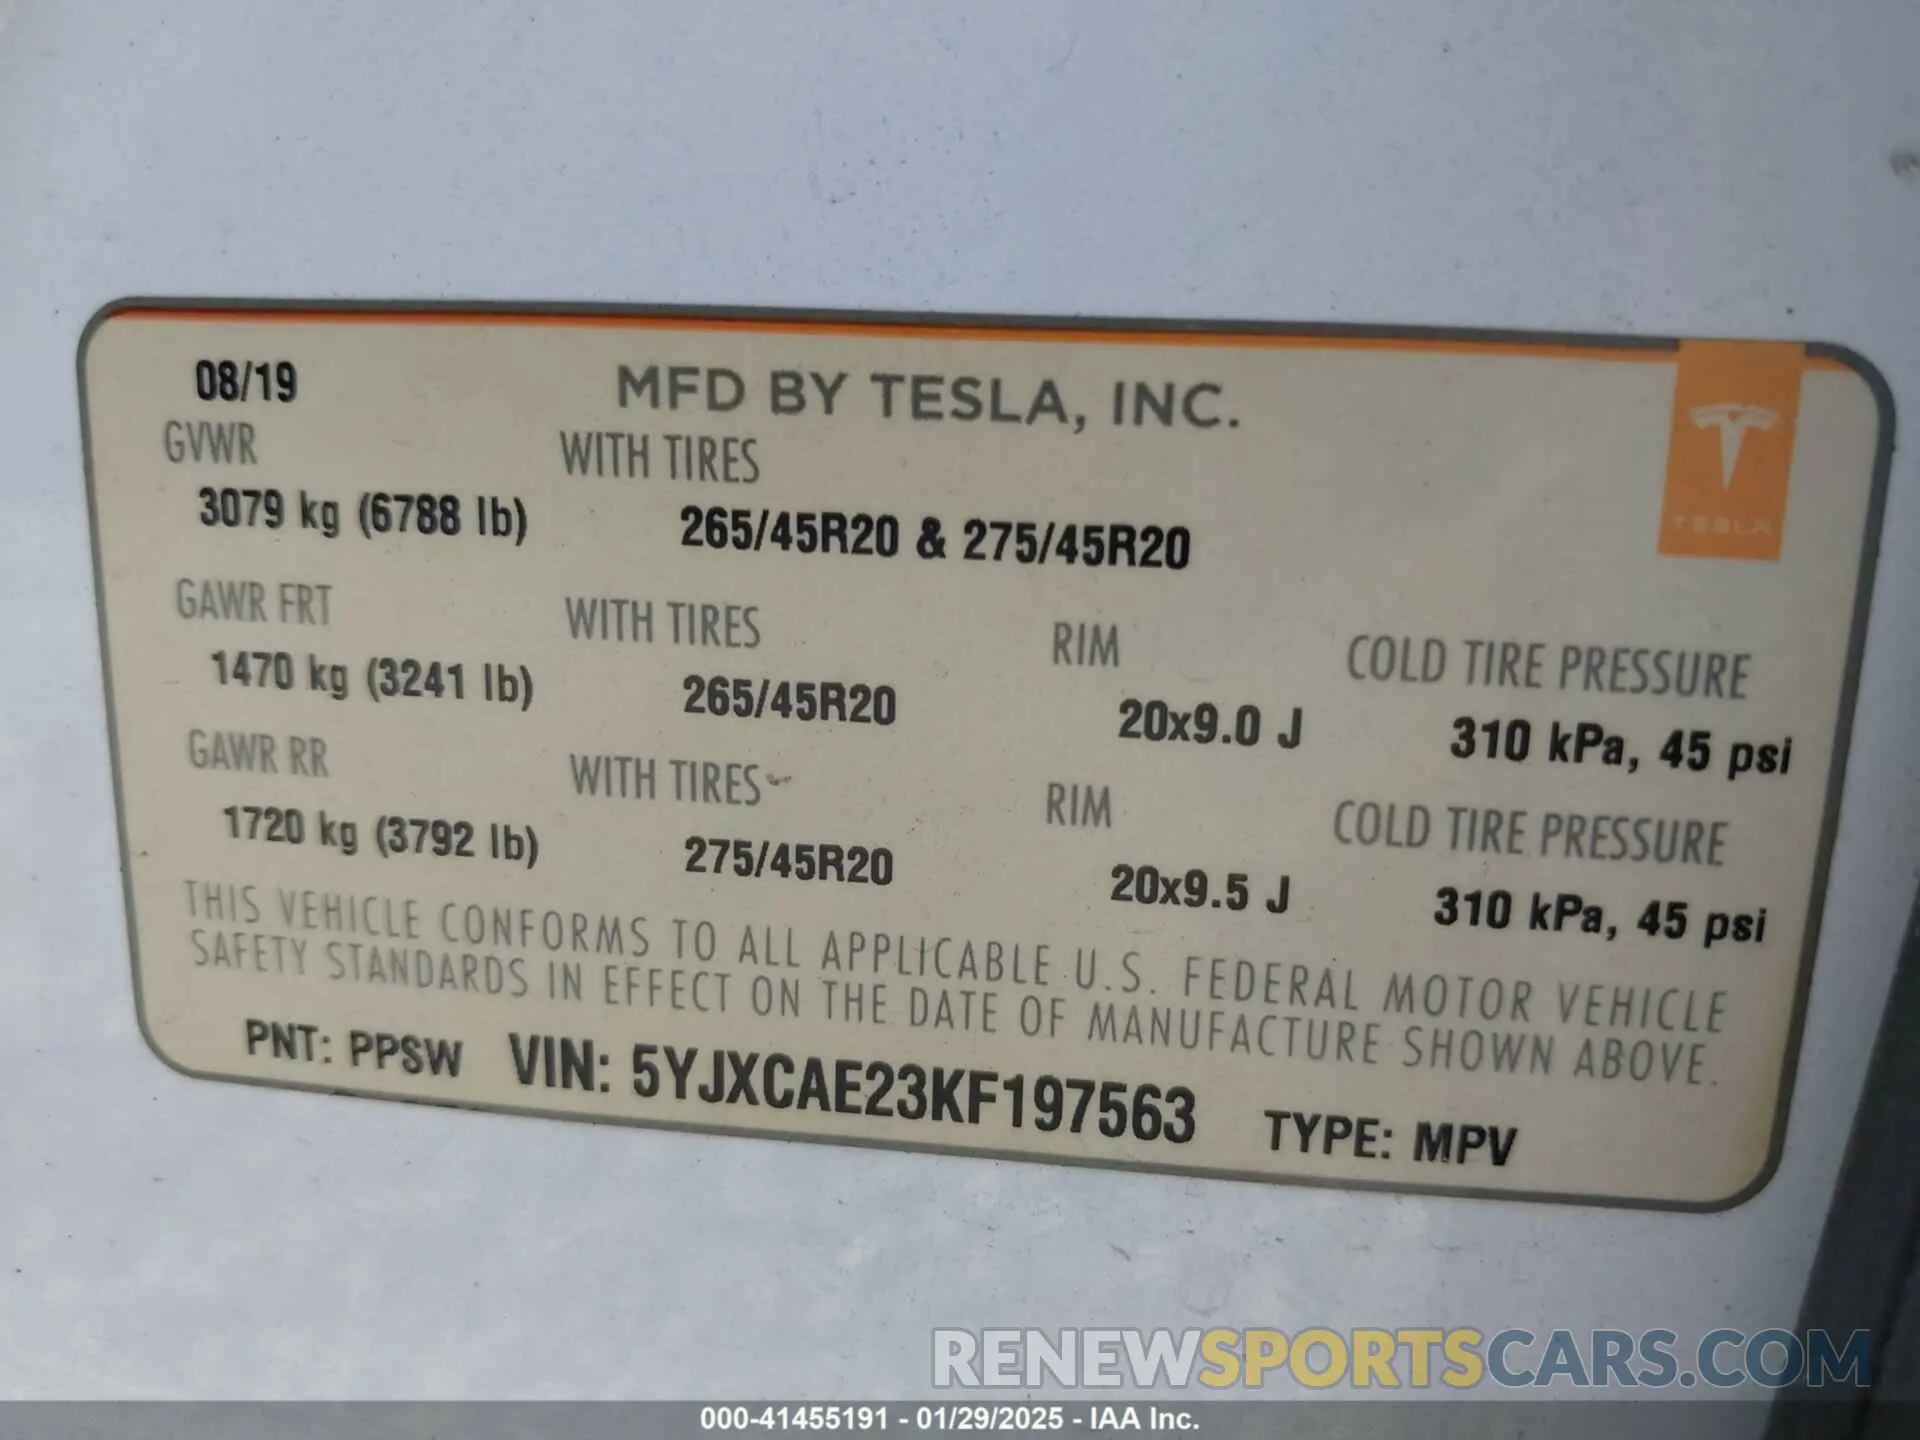 08/19
MFD BY TESLA, INC.
GVWR
WITH TIRES
3079 kg (6788 lb)
265/45R20 & 275/45R20
TESLA
GAWR FRT
WITH TIRES
RIM
COLD TIRE PRESSURE
1470 kg (3241 lb)
265/45R20
20x9.0 J
310 kPa, 45 psi
GAWR RR
WITH TIRES
RIM
COLD TIRE PRESSURE
1720 kg (3792 lb)
275/45R20
20x9.5 J
310 kPa, 45 psi
THIS VEHICLE CONFORMS TO ALL APPLICABLE U.S. FEDERAL MOTOR VEHICLE
SAFETY STANDARDS IN EFFECT ON THE DATE OF MANUFACTURE SHOWN ABOVE.
PNT: PPSW VIN: 5YJXCAE23KF197563 TYPE: MPV
RENEWSPORTSCARS.COM
000-41455191 - 01/29/2025 - IAA Inc.